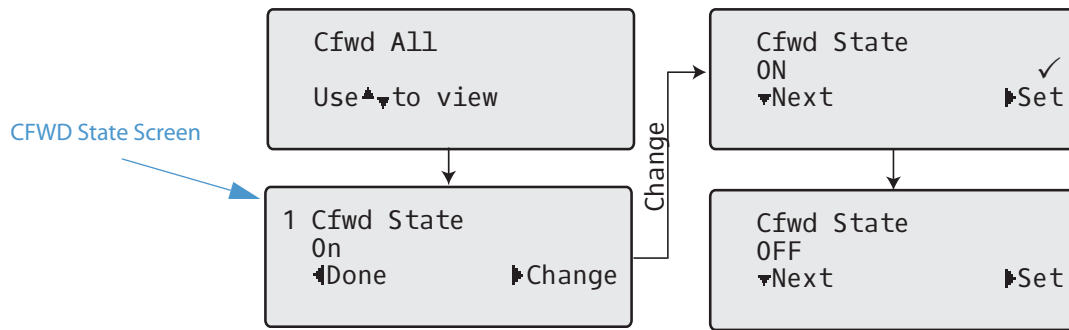 Cfwd All
Use▲▼to view
CFWD State Screen
1 Cfwd State
On
◀Done ▶Change
Change
Cfwd State
ON ✓
▼Next ▶Set
Cfwd State
OFF
▼Next ▶Set